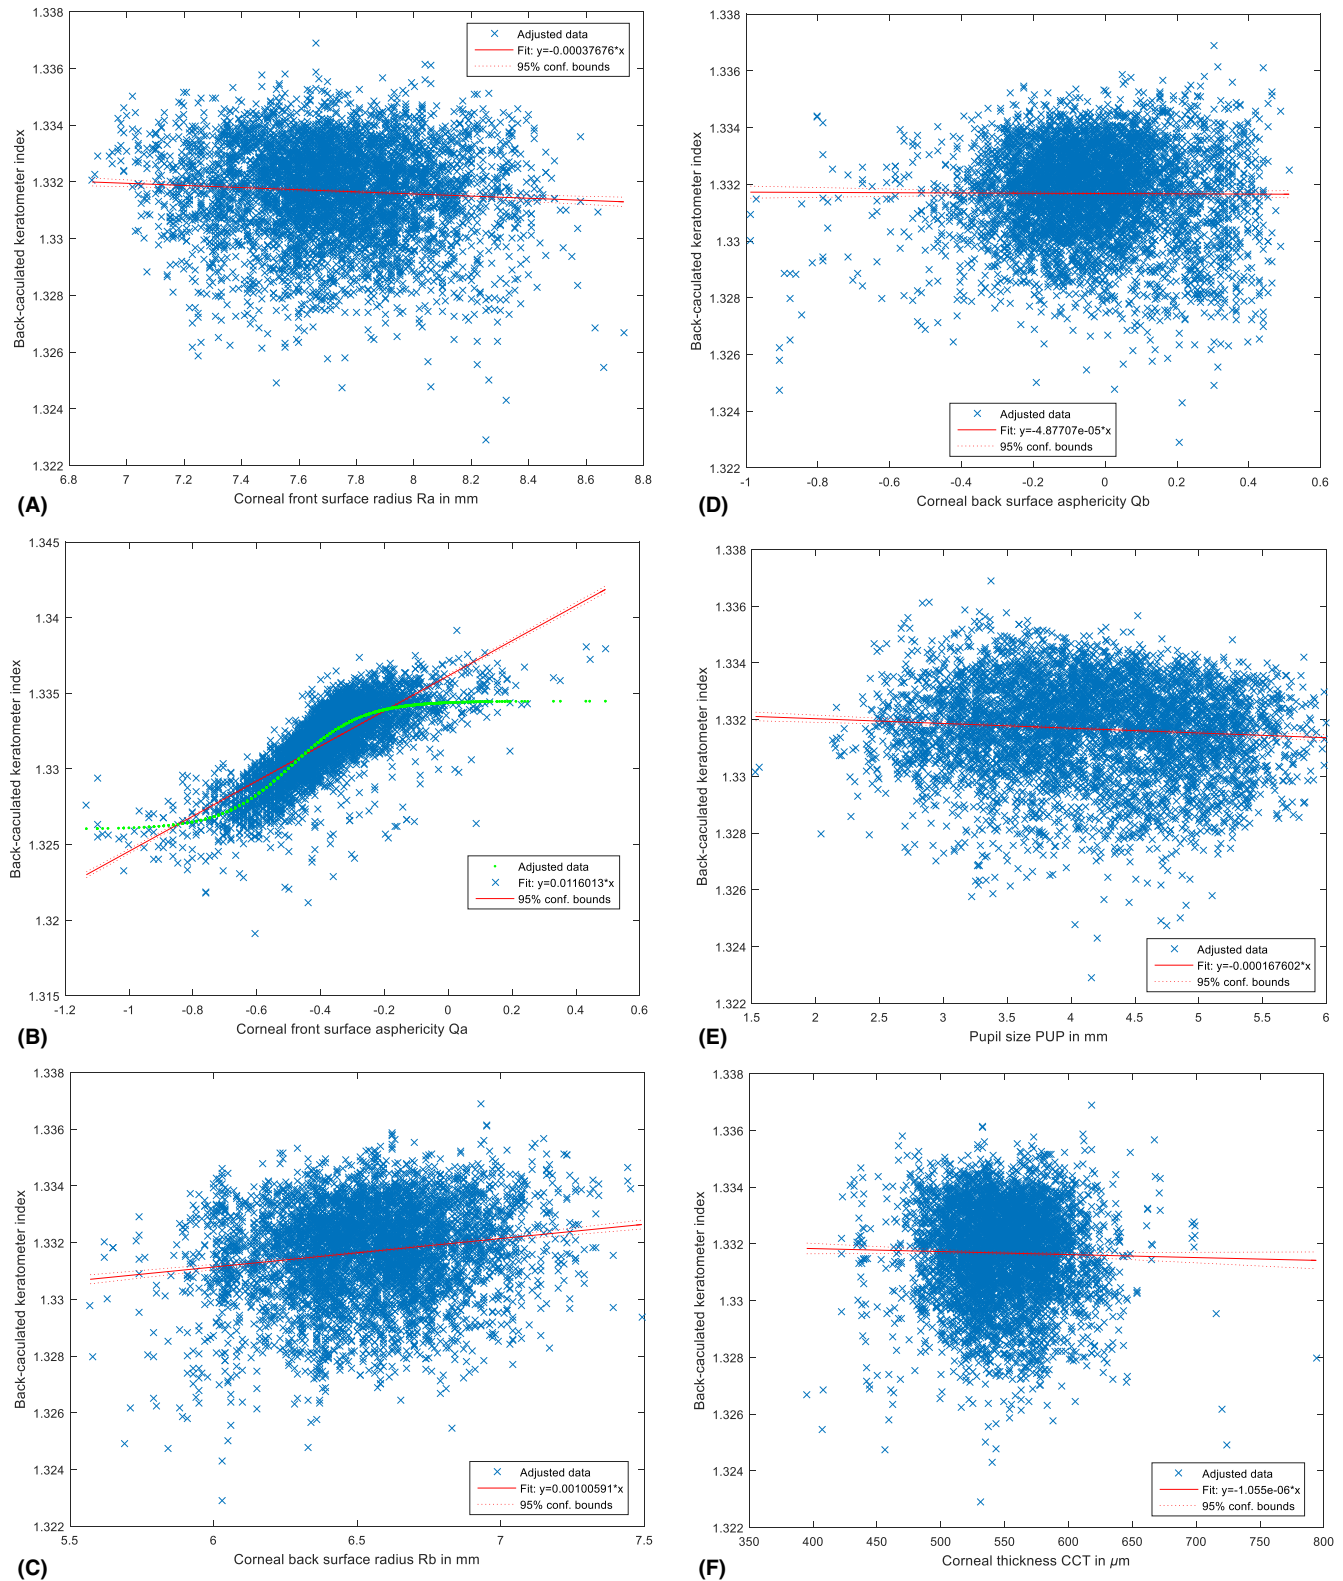 1.338
1.336
1.334
1.332
1.33
1.328
1.326
1.324
1.322
6.8 7 7.2 7.4 7.6 7.8 8 8.2 8.4 8.6 8.8
Back-caculated keratometer index
Corneal front surface radius Ra in mm
Adjusted data
Fit: y=-0.00037676*x
95% conf. bounds
(A)
1.338
1.336
1.334
1.332
1.33
1.328
1.326
1.324
1.322
-1 -0.8 -0.6 -0.4 -0.2 0 0.2 0.4 0.6
Back-caculated keratometer index
Corneal back surface asphericity Qb
Adjusted data
Fit: y=-4.87707e-05*x
95% conf. bounds
(D)
1.345
1.34
1.335
1.33
1.325
1.32
1.315
-1.2 -1 -0.8 -0.6 -0.4 -0.2 0 0.2 0.4 0.6
Back-caculated keratometer index
Corneal front surface asphericity Qa
Adjusted data
Fit: y=0.0116013*x
95% conf. bounds
(B)
1.338
1.336
1.334
1.332
1.33
1.328
1.326
1.324
1.322
1.5 2 2.5 3 3.5 4 4.5 5 5.5 6
Back-caculated keratometer index
Pupil size PUP in mm
Adjusted data
Fit: y=-0.000167602*x
95% conf. bounds
(E)
1.338
1.336
1.334
1.332
1.33
1.328
1.326
1.324
1.322
5.5 6 6.5 7 7.5
Back-caculated keratometer index
Corneal back surface radius Rb in mm
Adjusted data
Fit: y=0.00100591*x
95% conf. bounds
(C)
1.338
1.336
1.334
1.332
1.33
1.328
1.326
1.324
1.322
350 400 450 500 550 600 650 700 750 800
Back-caculated keratometer index
Corneal thickness CCT in µm
Adjusted data
Fit: y=-1.055e-06*x
95% conf. bounds
(F)